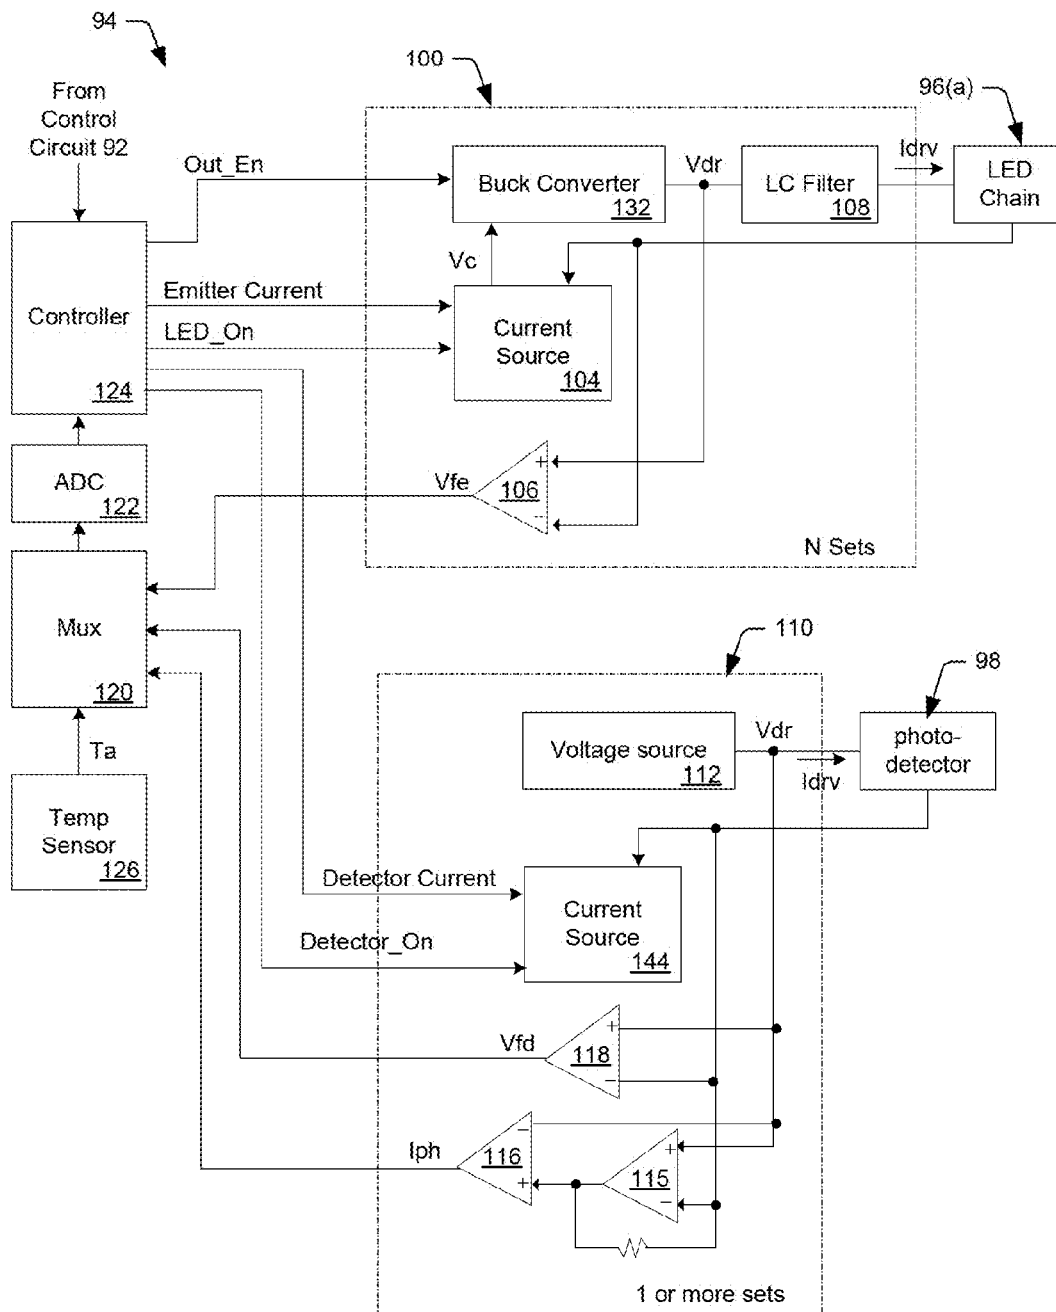 94
From
Control
Circuit 92
100
96(a)
Out_En
Buck Converter
132
Vdr
LC Filter
108
Idrv
LED
Chain
Vc
Controller
124
Emitter Current
LED_On
Current
Source
104
ADC
122
Vfe
+
106
−
N Sets
Mux
120
110
98
Ta
Voltage source
112
Vdr
Idrv
photo-
detector
Temp
Sensor
126
Detector Current
Detector_On
Current
Source
144
Vfd
+
118
−
Iph
−
116
+
+
115
−
1 or more sets